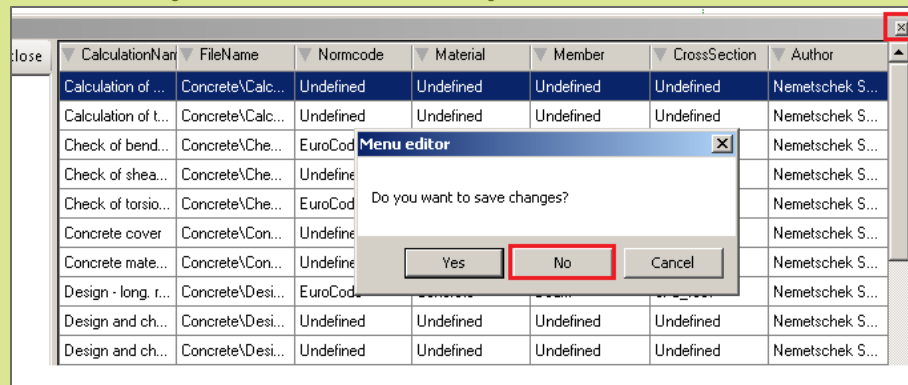 close CalculationNam FileName Normcode Material Member CrossSection Author
Calculation of ... Concrete\Calc... Undefined Undefined Undefined Undefined Nemetschek S...
Calculation of t... Concrete\Calc... Undefined Undefined Undefined Undefined Nemetschek S...
Check of bend... Concrete\Che... EuroCod Nemetschek S...
Menu editor
Check of shea... Concrete\Che... Undefine Nemetschek S...
Do you want to save changes?
Check of torsio... Concrete\Che... EuroCod Nemetschek S...
Concrete cover Concrete\Con... Undefine Nemetschek S...
Yes No Cancel
Concrete mate... Concrete\Con... Undefine Nemetschek S...
Design - long. r... Concrete\Desi... EuroCode Nemetschek S...
Design and ch... Concrete\Desi... Undefined Undefined Undefined Undefined Nemetschek S...
Design and ch... Concrete\Desi... Undefined Undefined Undefined Undefined Nemetschek S...